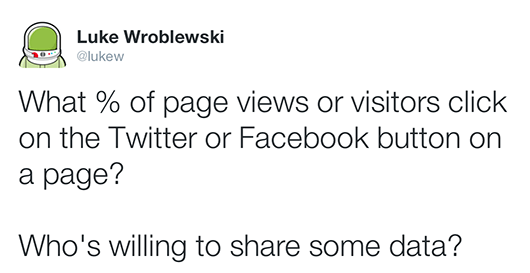 Luke Wroblewski
@lukew
What % of page views or visitors click
on the Twitter or Facebook button on
a page?
Who's willing to share some data?